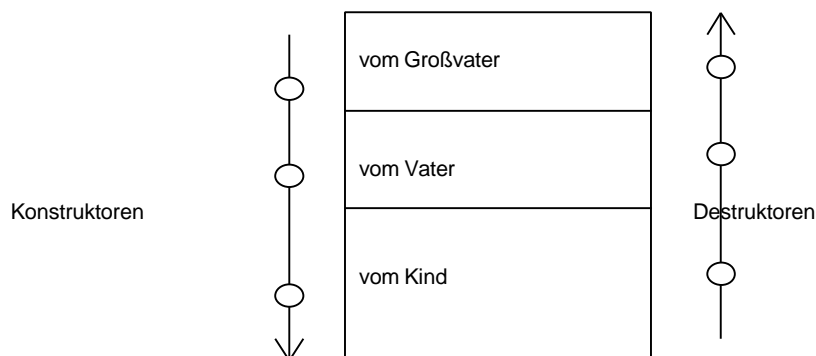 vom Großvater
vom Vater
Konstruktoren
Destruktoren
vom Kind